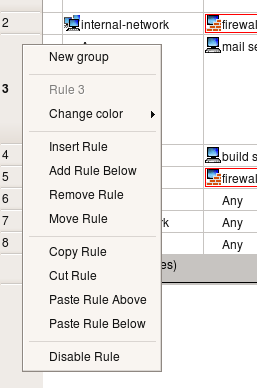 2 internal-network firewal
mail se
New group
3 Rule 3
Change color
Insert Rule
4 build s
Add Rule Below
5 firewal
Remove Rule
6 Any
Move Rule
7 rk Any
8 Any
Copy Rule
es)
Cut Rule
Paste Rule Above
Paste Rule Below
Disable Rule